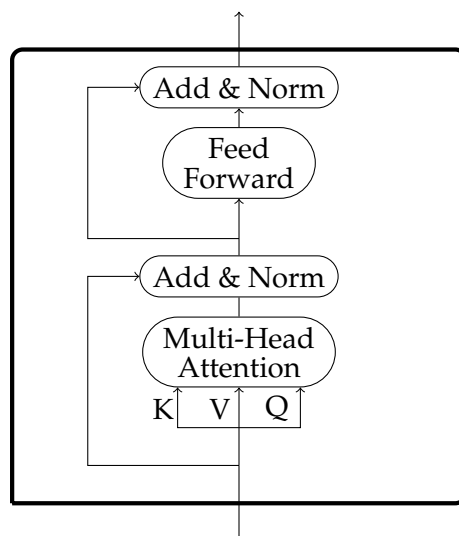 Add & Norm
Feed
Forward
Add & Norm
Multi-Head
Attention
K V Q